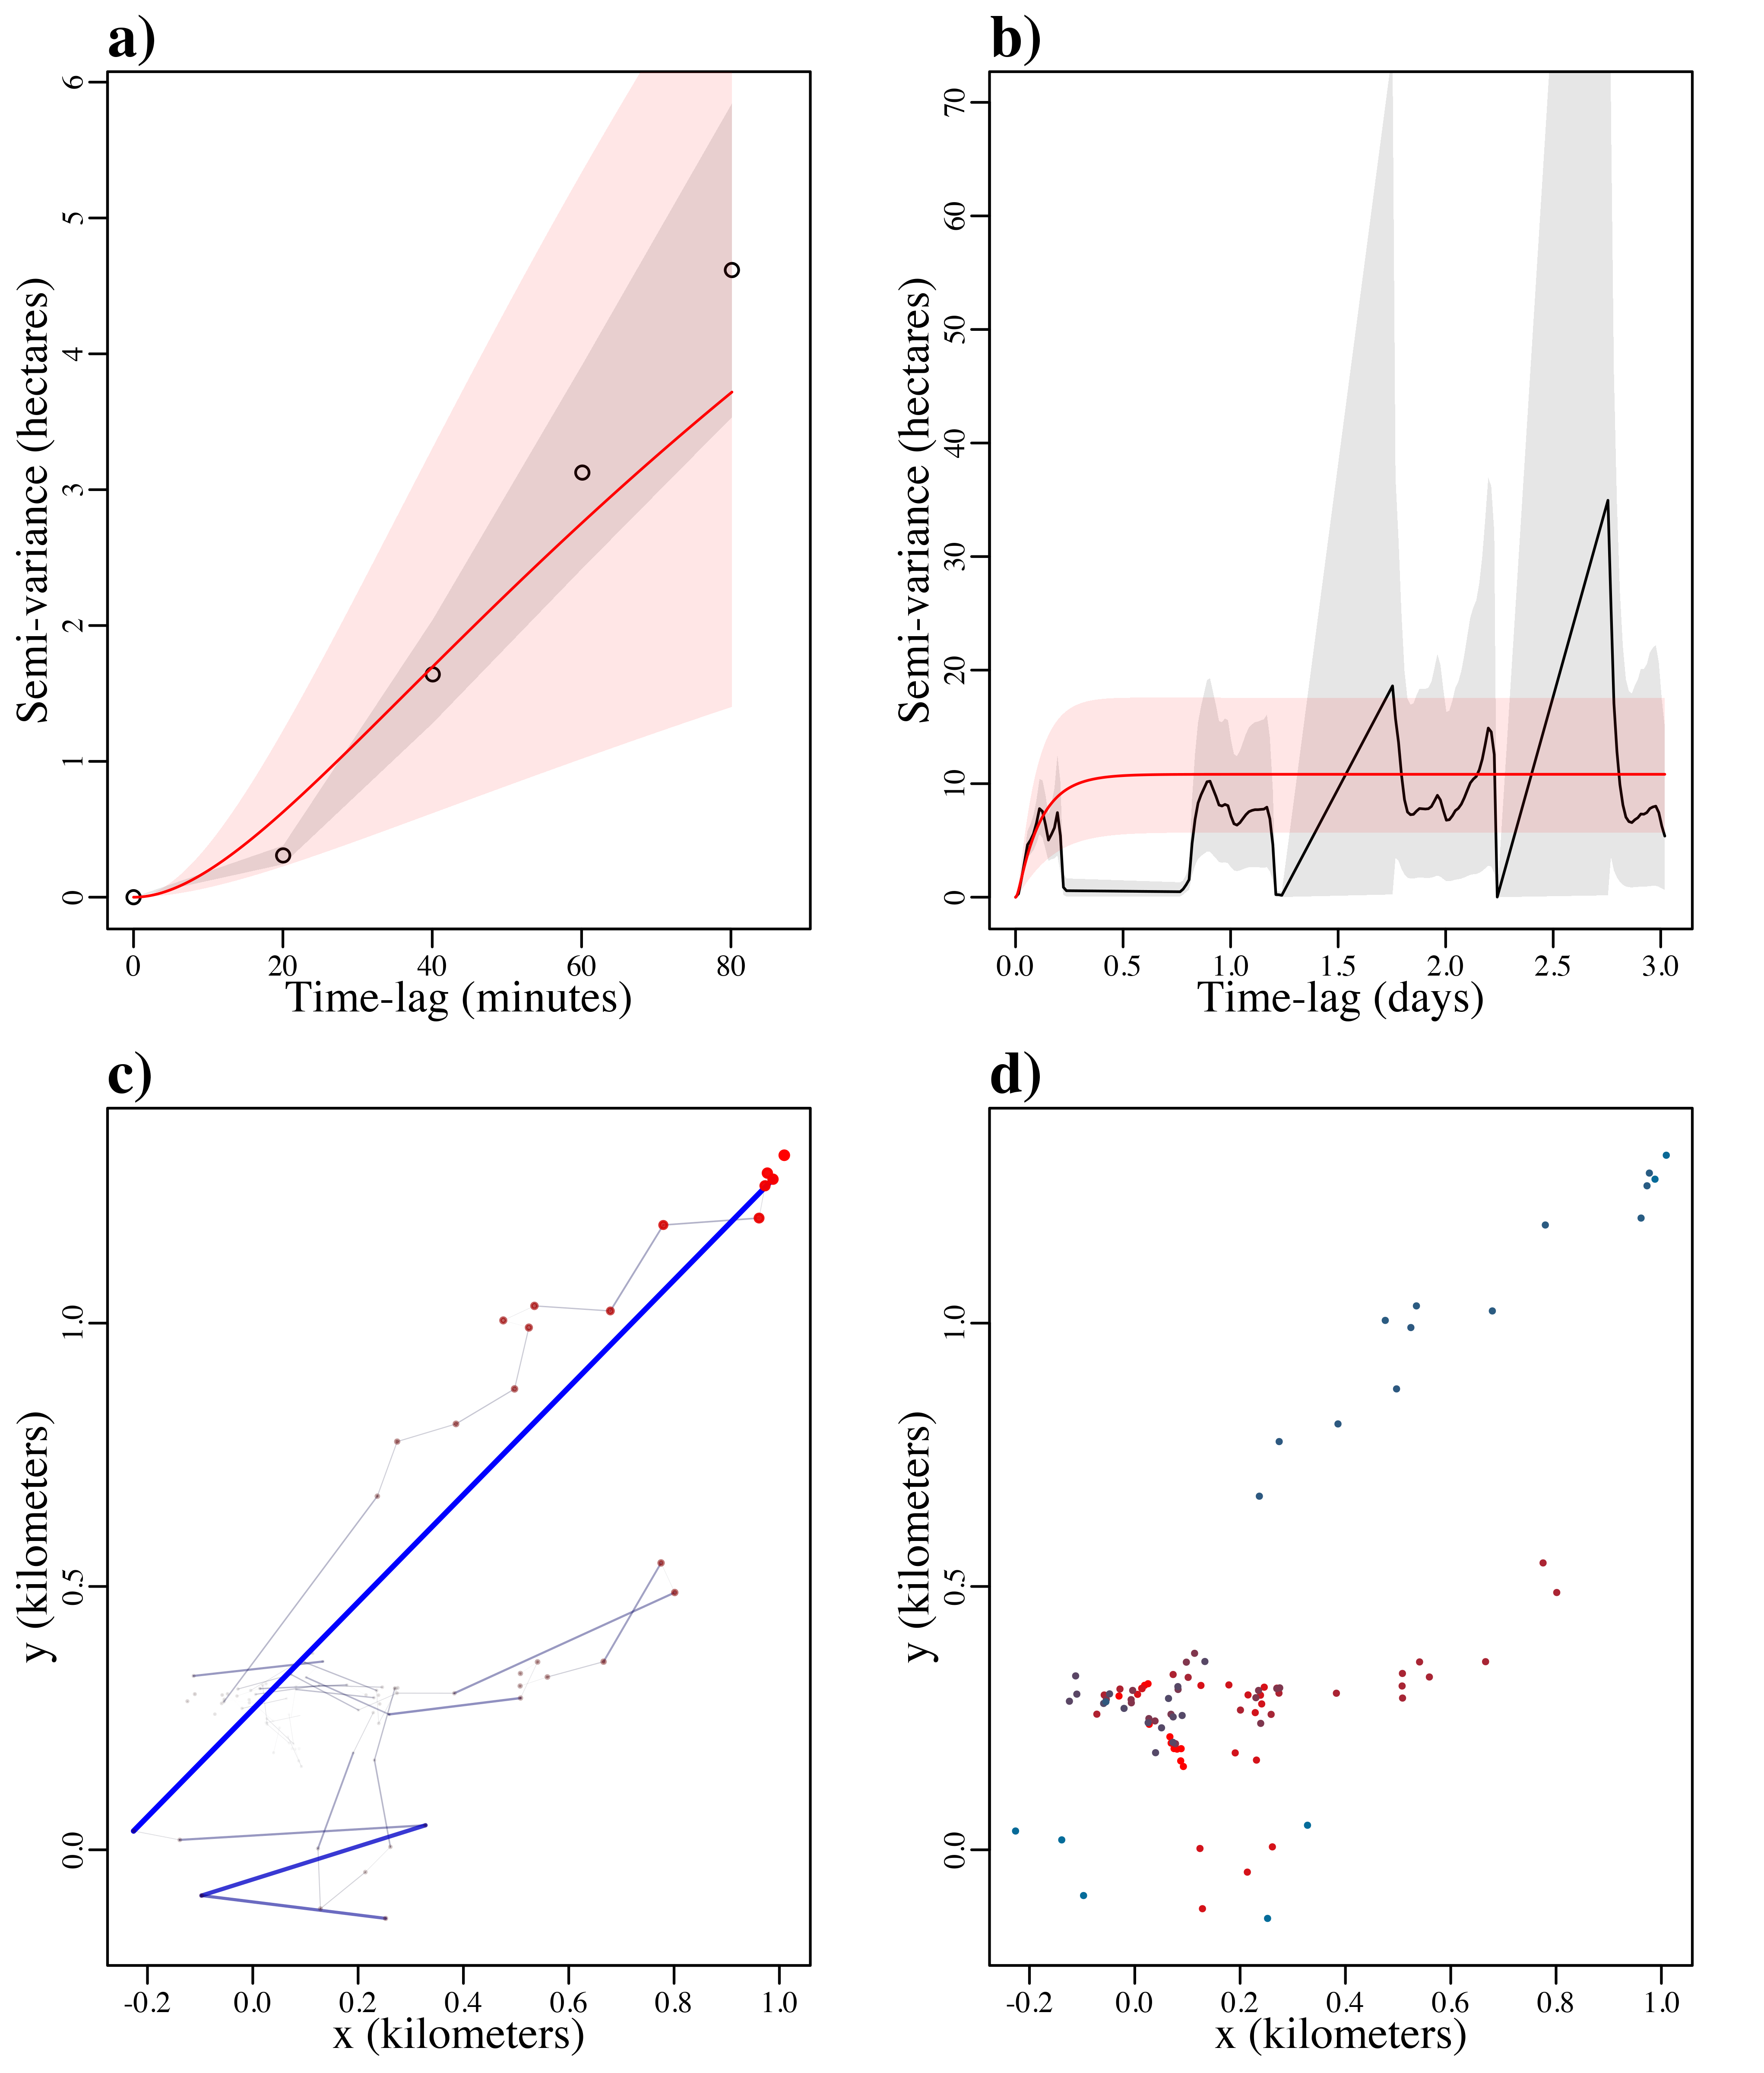 a)
6
5
4
3
2
1
0
Semi-variance (hectares)
0 20 40 60 80
Time-lag (minutes)
b)
70
60
50
40
30
20
10
0
Semi-variance (hectares)
0.0 0.5 1.0 1.5 2.0 2.5 3.0
Time-lag (days)
c)
1.0
0.5
0.0
y (kilometers)
-0.2 0.0 0.2 0.4 0.6 0.8 1.0
x (kilometers)
d)
1.0
0.5
0.0
y (kilometers)
-0.2 0.0 0.2 0.4 0.6 0.8 1.0
x (kilometers)